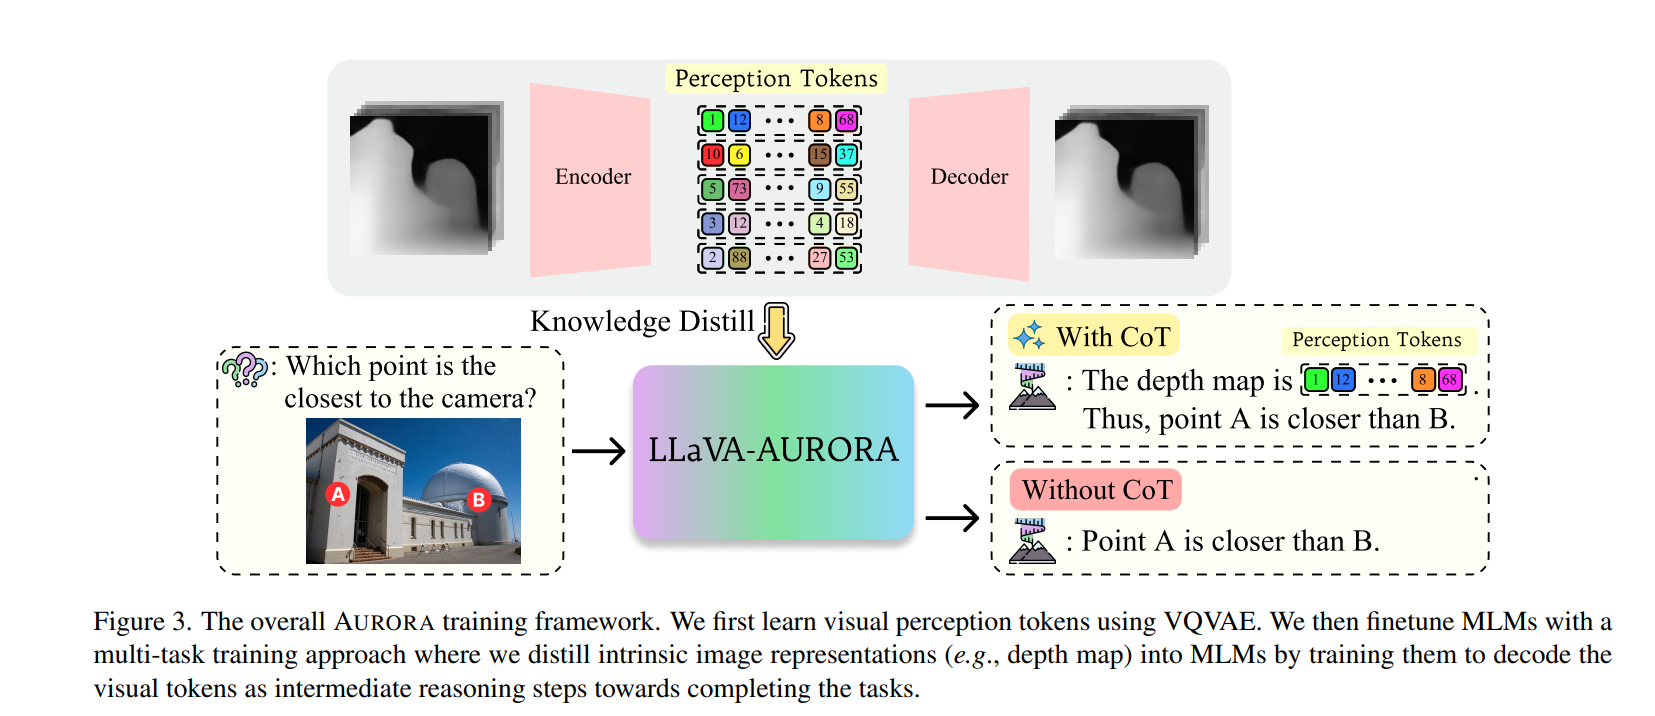 Perception Tokens
1 12 ••• 8 68
10 6 ••• 15 37
5 73 ••• 9 55
3 12 ••• 4 18
2 88 ••• 27 53
Encoder
Decoder
Knowledge Distill
???: Which point is the
closest to the camera?
A
B
LLaVA-AURORA
With CoT
Perception Tokens
: The depth map is 1 12 ••• 8 68 .
Thus, point A is closer than B.
Without CoT
.
: Point A is closer than B.
Figure 3. The overall AURORA training framework. We first learn visual perception tokens using VQVAE. We then finetune MLMs with a
multi-task training approach where we distill intrinsic image representations (e.g., depth map) into MLMs by training them to decode the
visual tokens as intermediate reasoning steps towards completing the tasks.